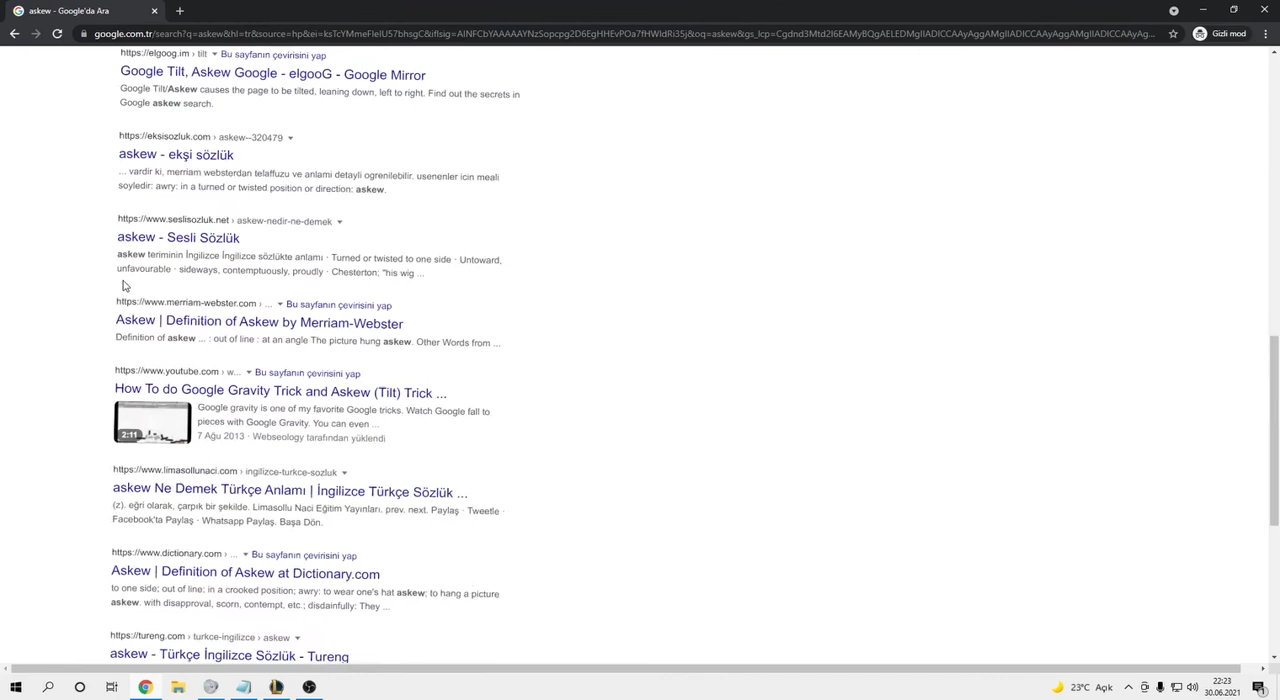 askew - Google'da Ara
google.com.tr/search?q=askew&hl=tr&source=hp&ei=
Gizli mod
https://elgoog.im › tilt ▼ Bu sayfanın çevirisini yap
Google Tilt, Askew Google - elgooG - Google Mirror
Google Tilt/Askew causes the page to be tilted, leaning down, left to right. Find out the secrets in
Google askew search.
https://eksisozluk.com › askew--320479 ▼
askew - ekşi sözlük
... vardir ki, merriam websterdan telaffuzu ve anlami detayli ogrenilebilir. usenenler icin meali
soyledir: awry: in a turned or twisted position or direction: askew.
https://www.seslisozluk.net › askew-nedir-ne-demek ▼
askew - Sesli Sözlük
askew teriminin İngilizce İngilizce sözlükte anlamı · Turned or twisted to one side · Untoward,
unfavourable · sideways, contemptuously, proudly · Chesterton; "his wig ...
https://www.merriam-webster.com › ... ▼ Bu sayfanın çevirisini yap
Askew | Definition of Askew by Merriam-Webster
Definition of askew ... : out of line : at an angle The picture hung askew. Other Words from ...
https://www.youtube.com › w... ▼ Bu sayfanın çevirisini yap
How To do Google Gravity Trick and Askew (Tilt) Trick ...
Google gravity is one of my favorite Google tricks. Watch Google fall to
pieces with Google Gravity. You can even ...
2:11
7 Ağu 2013 · Webseology tarafından yüklendi
https://www.limasollunaci.com › ingilizce-turkce-sozluk ▼
askew Ne Demek Türkçe Anlamı | İngilizce Türkçe Sözlük ...
(z). eğri olarak, çarpık bir şekilde. Limasollu Naci Eğitim Yayınları. prev. next. Paylaş · Tweetle ·
Facebook'ta Paylaş · Whatsapp Paylaş. Başa Dön.
https://www.dictionary.com › ... ▼ Bu sayfanın çevirisini yap
Askew | Definition of Askew at Dictionary.com
to one side; out of line; in a crooked position; awry: to wear one's hat askew; to hang a picture
askew. with disapproval, scorn, contempt, etc.; disdainfully: They ...
https://tureng.com › turkce-ingilizce › askew ▼
askew - Türkçe İngilizce Sözlük - Tureng
23°C Açık
22:23
30.06.2021